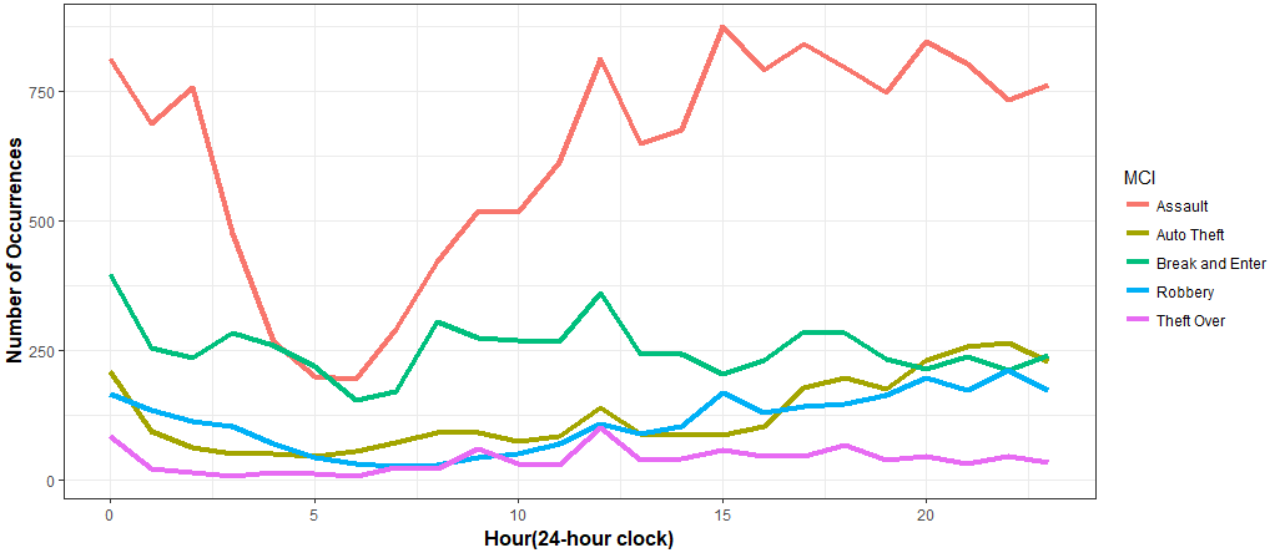 Number of Occurrences
750
500
250
0
0
5
10
15
20
Hour(24-hour clock)
MCI
Assault
Auto Theft
Break and Enter
Robbery
Theft Over